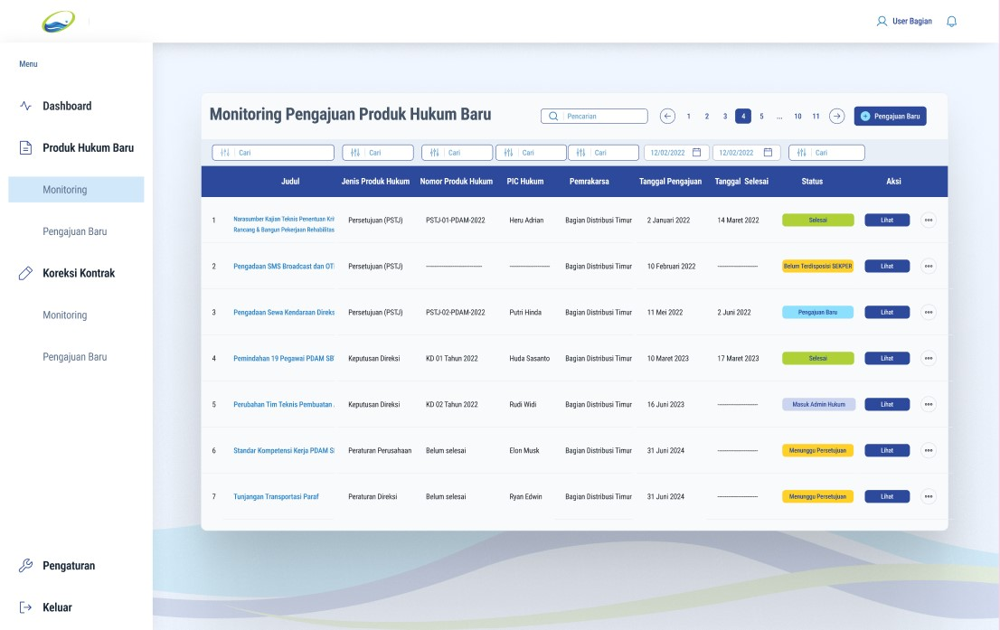 User Bagian
Menu
Dashboard
Produk Hukum Baru
Monitoring
Pengajuan Baru
Koreksi Kontrak
Monitoring
Pengajuan Baru
Pengaturan
Keluar
Monitoring Pengajuan Produk Hukum Baru
Pencarian
1 2 3 4 5 ... 10 11
Pengajuan Baru
Cari Cari Cari Cari Cari 12/02/2022 12/02/2022 Cari
Judul Jenis Produk Hukum Nomor Produk Hukum PIC Hukum Pemrakarsa Tanggal Pengajuan Tanggal Selesai Status Aksi
1 Narasumber Kajian Teknis Penentuan Kri Persetujuan (PSTJ) PSTJ-01-PDAM-2022 Heru Adrian Bagian Distribusi Timur 2 Januari 2022 14 Maret 2022 Selesai Lihat
Rancang & Bangun Pekerjaan Rehabilitas
2 Pengadaan SMS Broadcast dan OT Persetujuan (PSTJ) ---------------------------- -------------------- Bagian Distribusi Timur 10 Februari 2022 -------------------- Belum Terdisposisi SEKPER Lihat
3 Pengadaan Sewa Kendaraan Direks Persetujuan (PSTJ) PSTJ-02-PDAM-2022 Putri Hinda Bagian Distribusi Timur 11 Mei 2022 2 Juni 2022 Pengajuan Baru Lihat
4 Pemindahan 19 Pegawai PDAM SB Keputusan Direksi KD 01 Tahun 2022 Huda Sasanto Bagian Distribusi Timur 10 Maret 2023 17 Maret 2023 Selesai Lihat
5 Perubahan Tim Teknis Pembuatan . Keputusan Direksi KD 02 Tahun 2022 Rudi Widi Bagian Distribusi Timur 16 Juni 2023 -------------------- Masuk Admin Hukum Lihat
6 Standar Kompetensi Kerja PDAM S Peraturan Perusahaan Belum selesai Elon Musk Bagian Distribusi Timur 31 Juni 2024 -------------------- Menunggu Persetujuan Lihat
7 Tunjangan Transportasi Paraf Peraturan Direksi Belum selesai Ryan Edwin Bagian Distribusi Timur 31 Juni 2024 -------------------- Menunggu Persetujuan Lihat